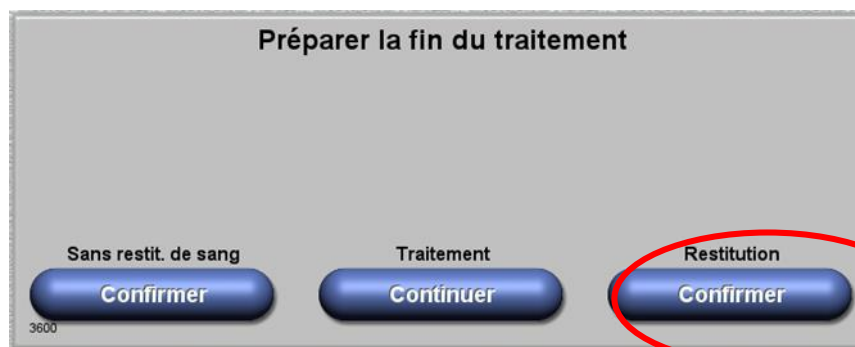 Préparer la fin du traitement
Sans restit. de sang
Traitement
Restitution
Confirmer
Continuer
Confirmer
3600